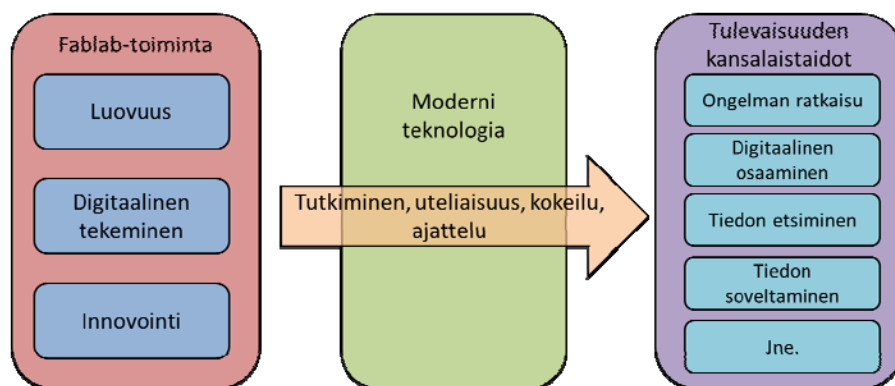 Fablab-toiminta
Luovuus
Digitaalinen
tekeminen
Innovointi
Moderni
teknologia
Tutkiminen, uteliaisuus, kokeilu,
ajattelu
Tulevaisuuden
kansalaistaidot
Ongelman ratkaisu
Digitaalinen
osaaminen
Tiedon etsiminen
Tiedon
soveltaminen
Jne.